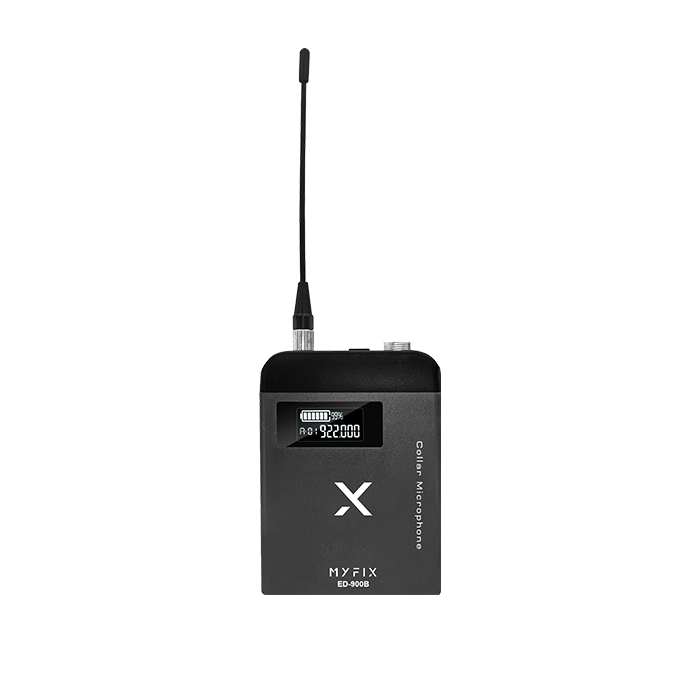 99%
A:01 922.000
Collar Microphone
X
MYFIX
ED-900B